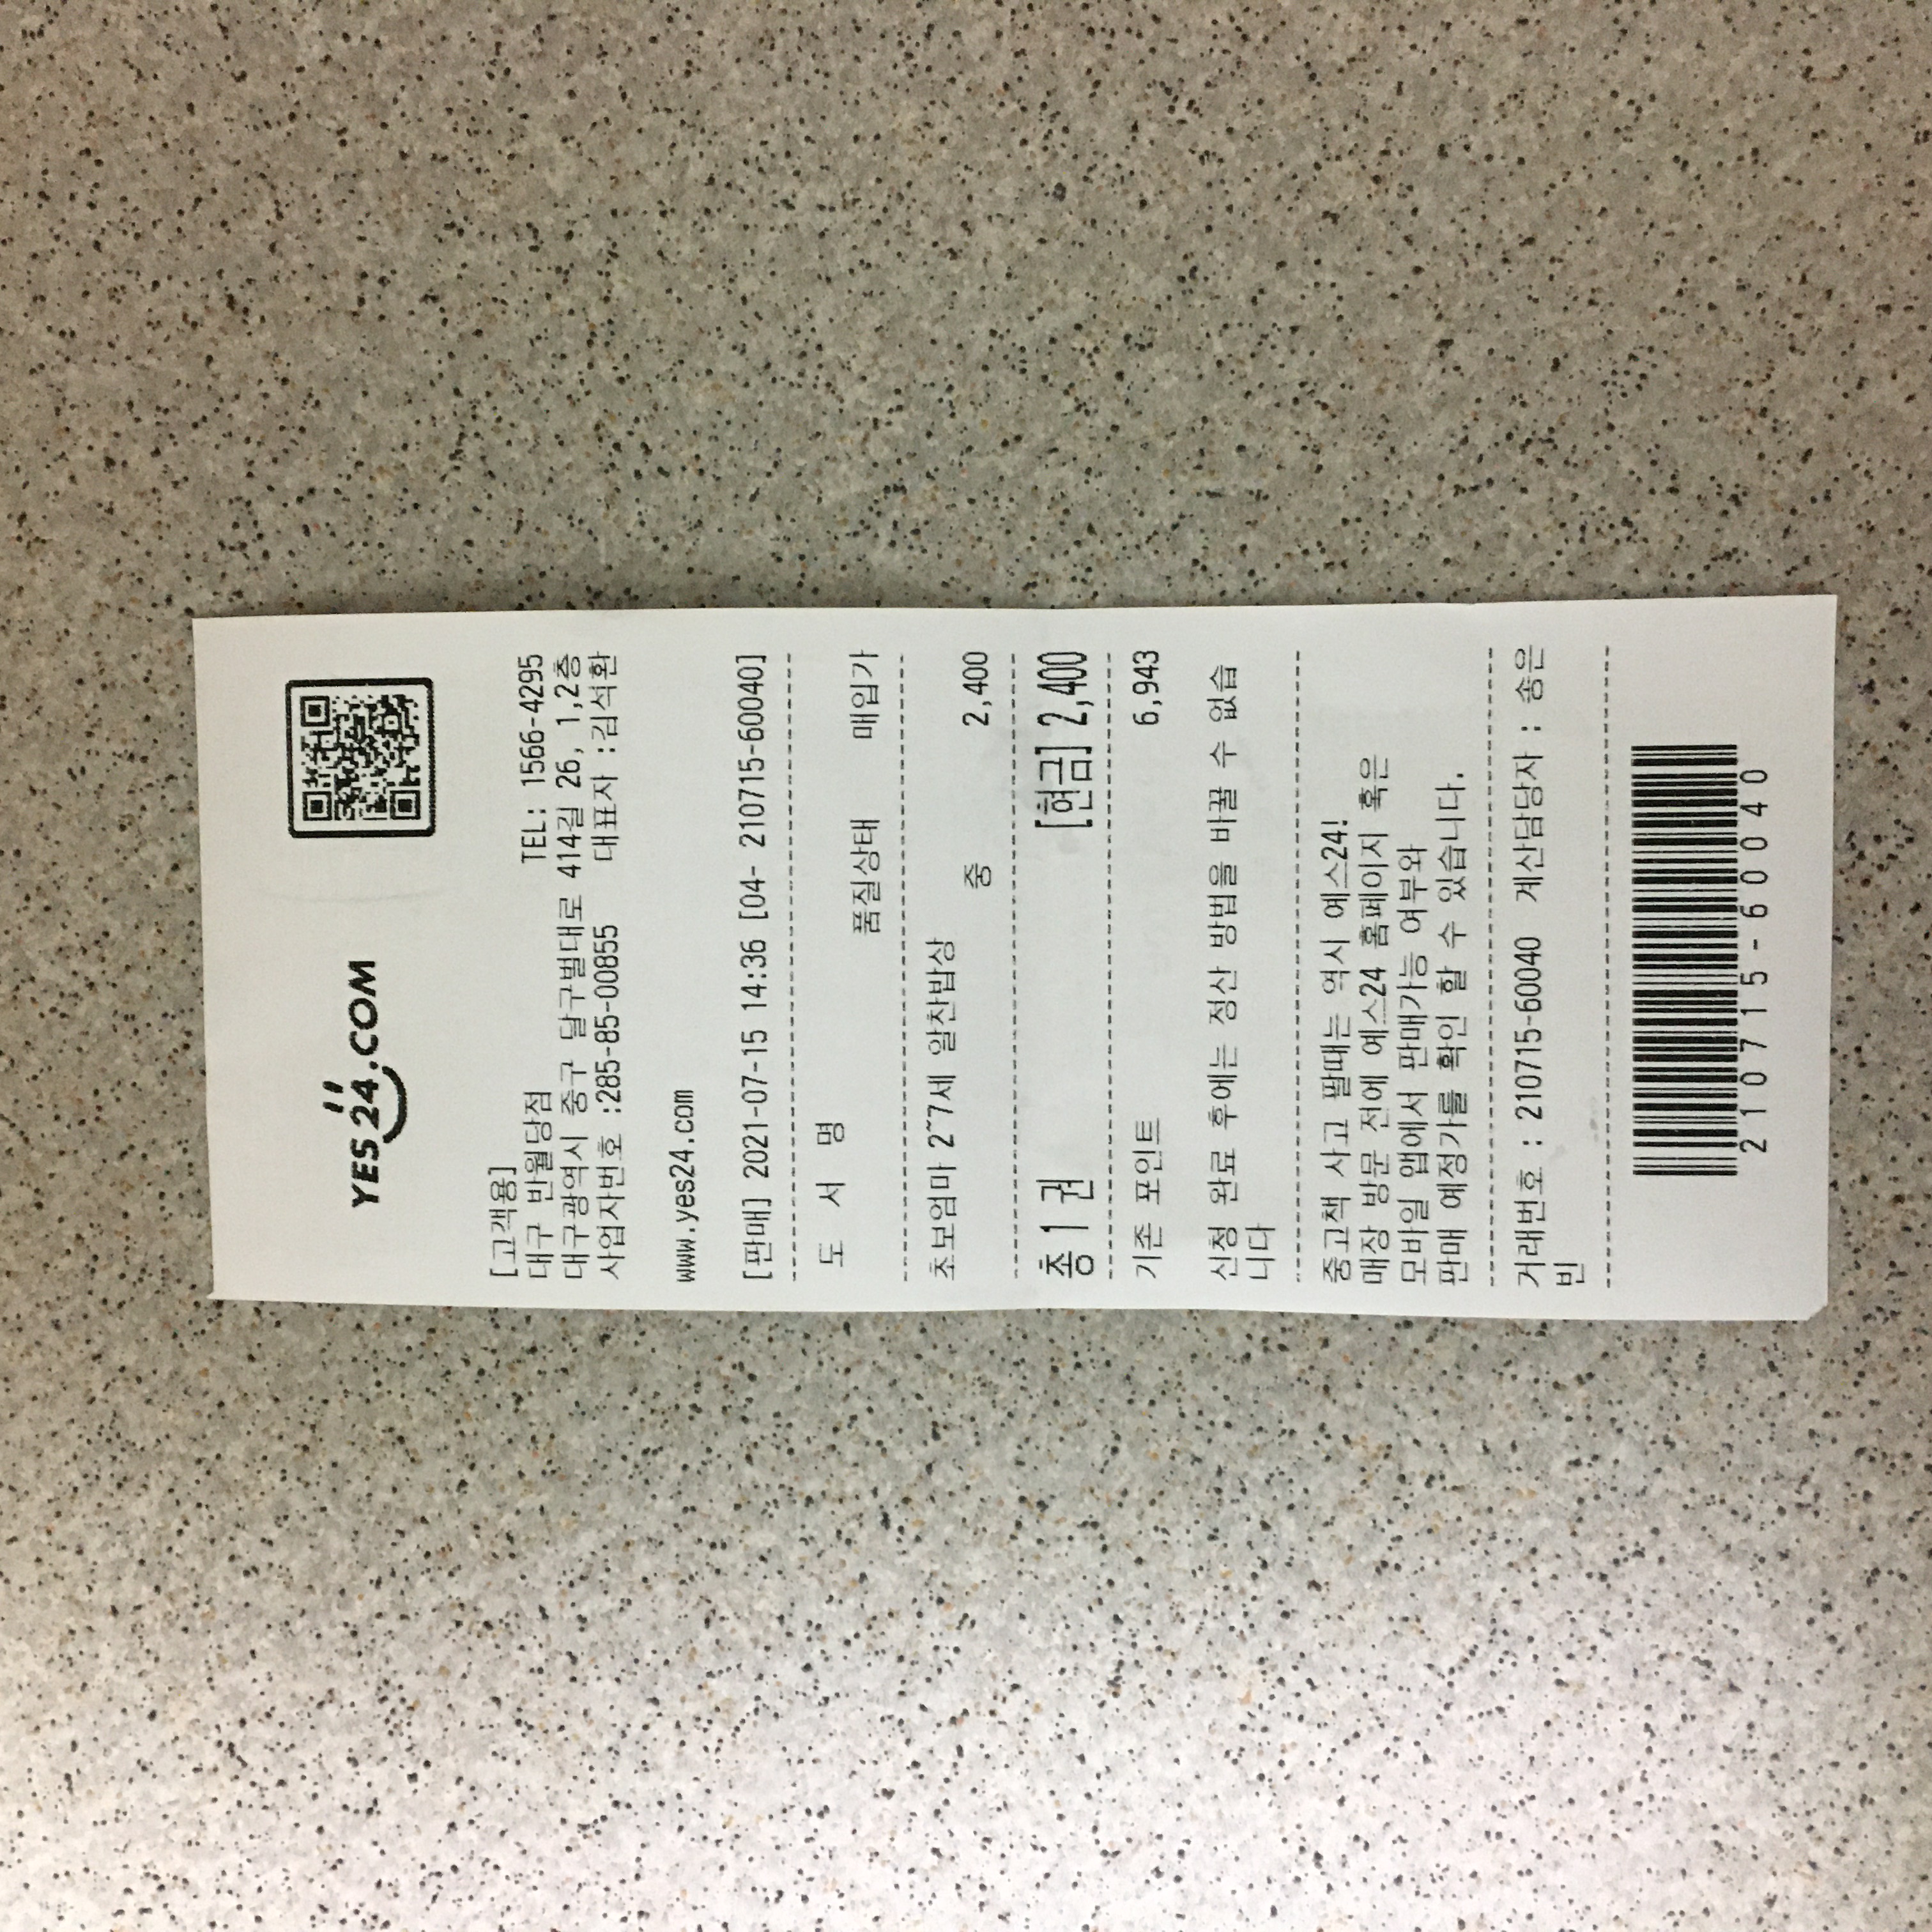 YES24.COM
[고객용]
대구 반월당점 TEL: 1566-4295
대구광역시 중구 달구벌대로 414길 26, 1,2층
사업자번호 :285-85-00855 대표자 :김석환
www.yes24.com
[판매] 2021-07-15 14:36 [04- 210715-60040]
도 서 명
품질상태 매입가
초보엄마 2~7세 알찬밥상
중 2,400
총 1 권 [현금] 2,400
기존 포인트 6,943
신청 완료 후에는 정산 방법을 바꿀 수 없습
니다
중고책 사고 팔때는 역시 예스24!
매장 방문 전에 예스24 홈페이지 혹은
모바일 앱에서 판매가능 여부와
판매 예정가를 확인 할 수 있습니다.
거래번호 : 210715-60040 계산담당자 : 송은
빈
210715-60040